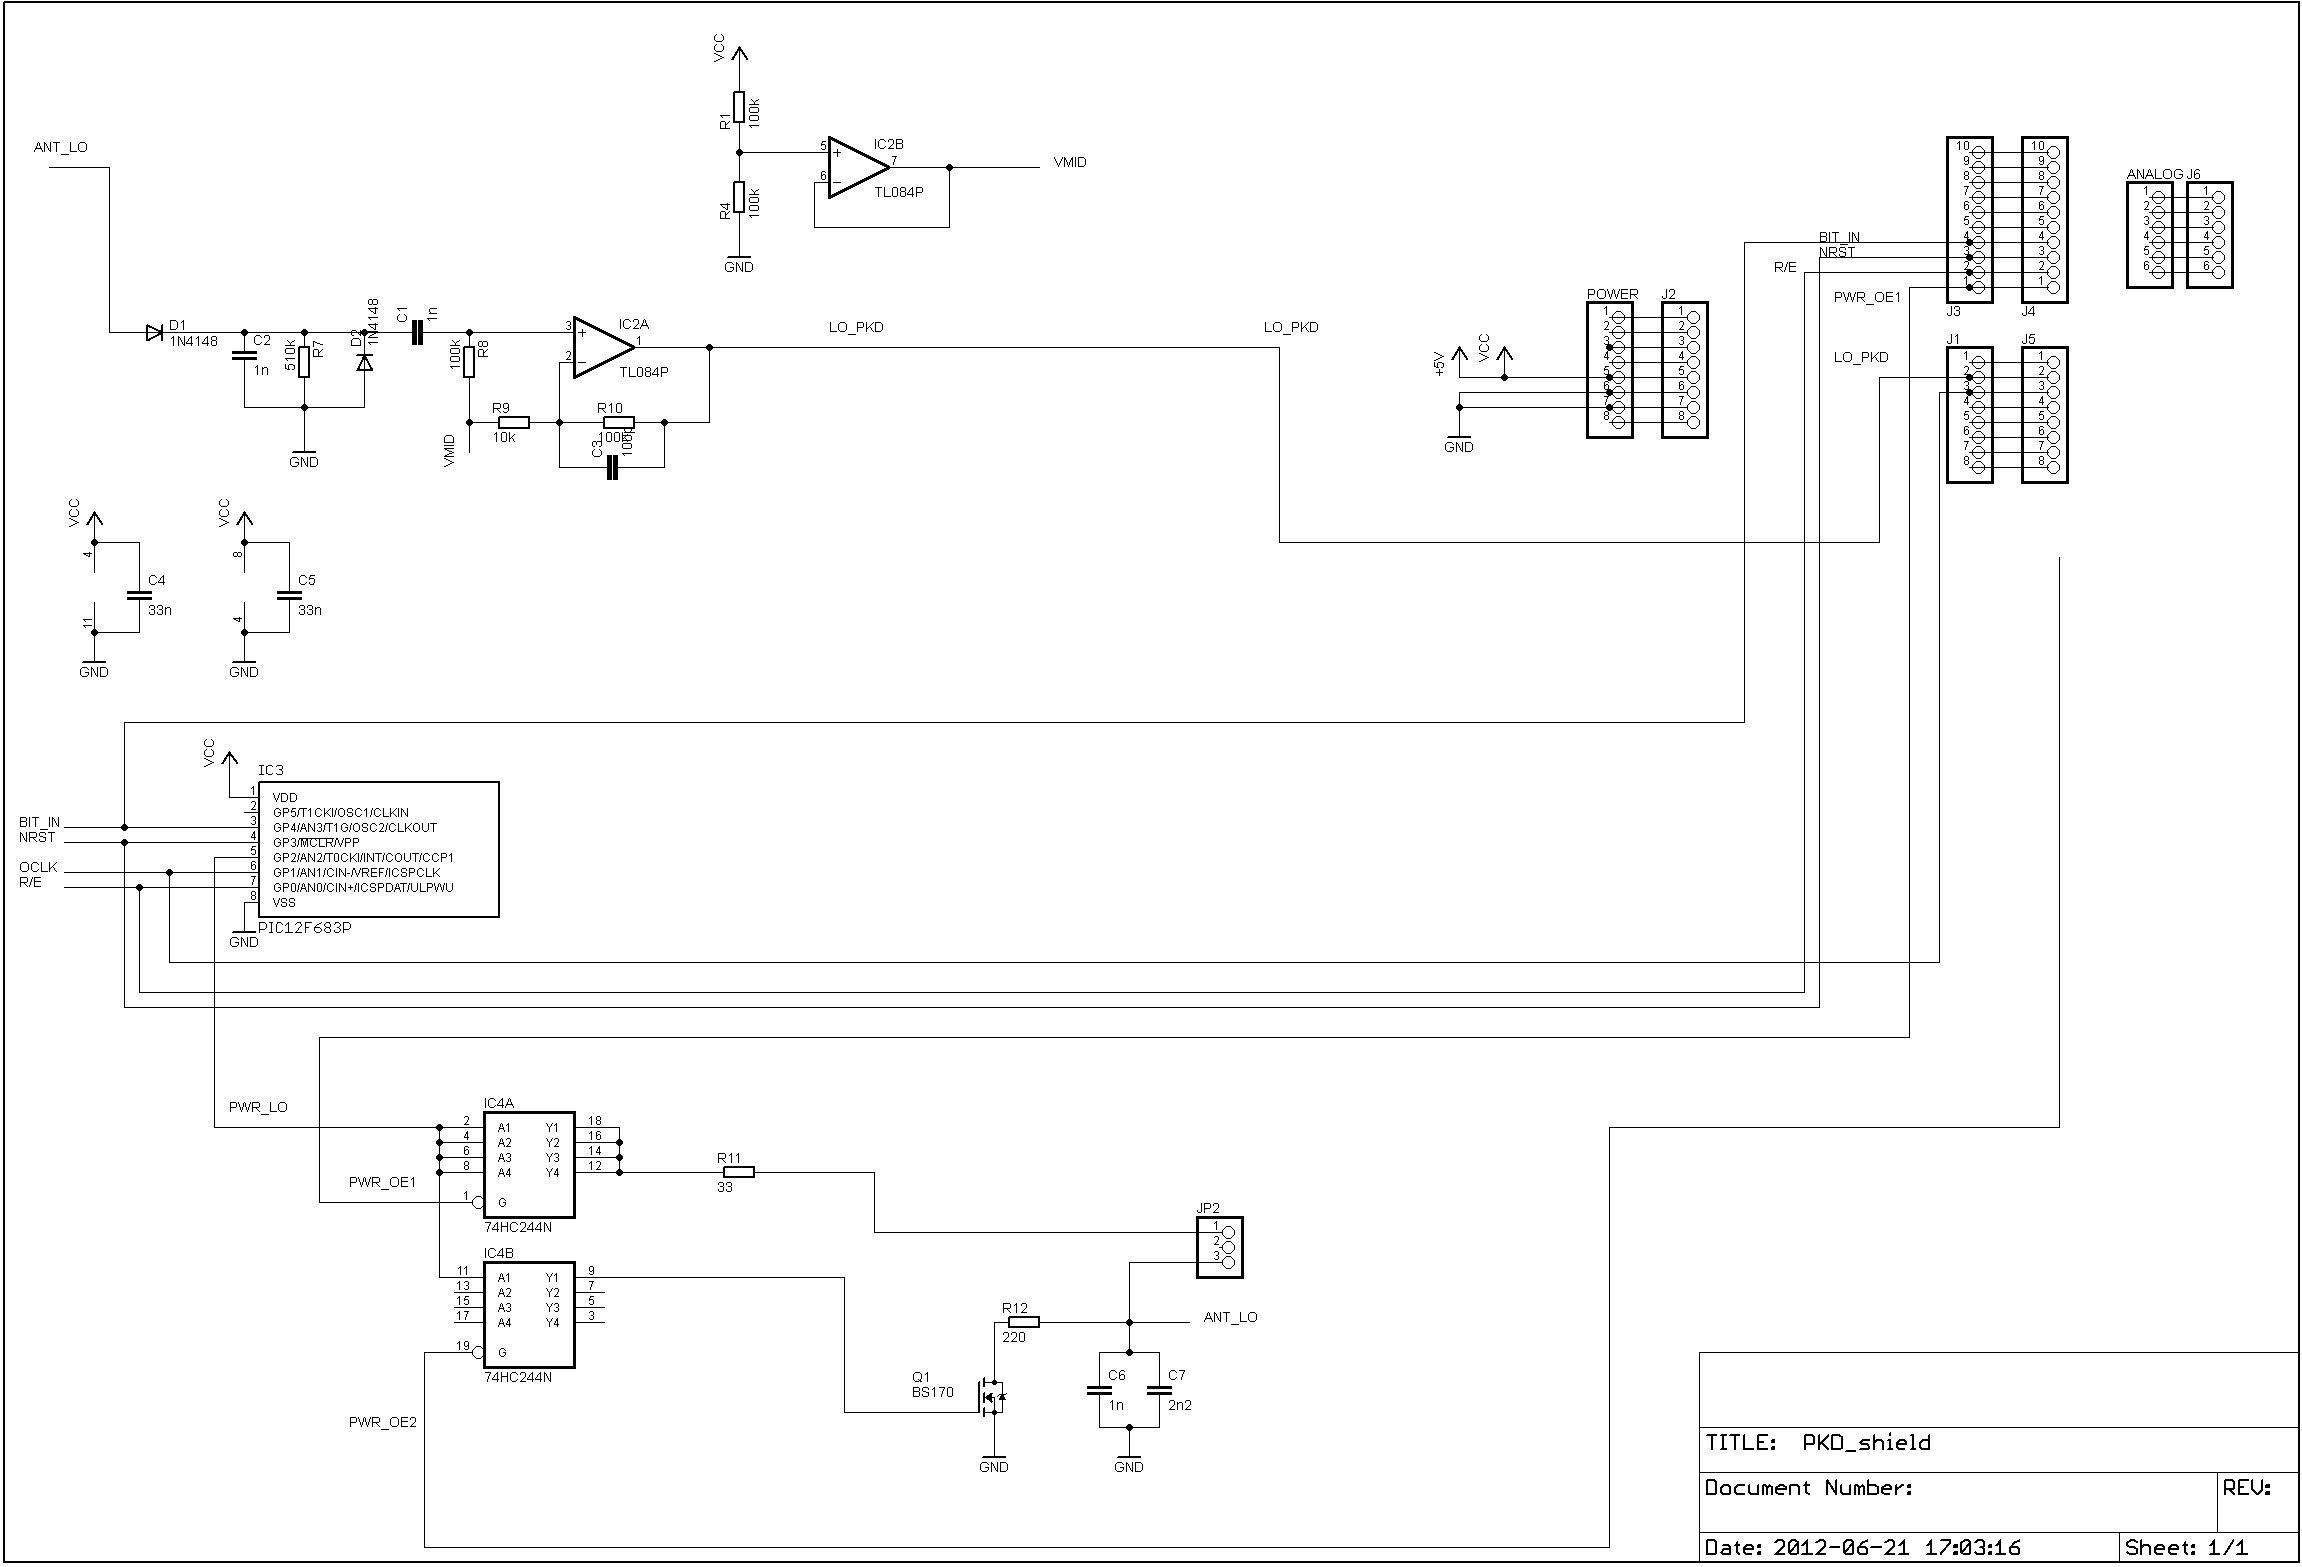 VCC
R1
100k
R4
100k
GND
5
6
7
IC2B
TL084P
VMID
ANT_LO
D1
1N4148
C2
1n
510k
R7
D2
1N4148
GND
C1
1n
100k
R8
VMID
R9
10k
3
2
1
IC2A
TL084P
R10
100k
C3
LO_PKD
LO_PKD
+5V
VCC
GND
POWER
1
2
3
4
5
6
7
8
J2
1
2
3
4
5
6
7
8
BIT_IN
NRST
R/E
PWR_OE1
10
9
8
7
6
5
4
3
2
1
J3
10
9
8
7
6
5
4
3
2
1
J4
ANALOG
1
2
3
4
5
6
J6
1
2
3
4
5
6
LO_PKD
J1
1
2
3
4
5
6
7
8
J5
1
2
3
4
5
6
7
8
VCC
4
11
C4
33n
GND
VCC
8
4
C5
33n
GND
VCC
IC3
BIT_IN
NRST
OCLK
R/E
1 VDD
2 GP5/T1CKI/OSC1/CLKIN
3 GP4/AN3/T1G/OSC2/CLKOUT
4 GP3/MCLR/VPP
5 GP2/AN2/T0CKI/INT/COUT/CCP1
6 GP1/AN1/CIN-/VREF/ICSPCLK
7 GP0/AN0/CIN+/ICSPDAT/ULPWU
8 VSS
GND
PIC12F683P
PWR_LO
PWR_OE1
IC4A
2 A1 Y1 18
4 A2 Y2 16
6 A3 Y3 14
8 A4 Y4 12
1 G
74HC244N
R11
33
IC4B
11 A1 Y1 9
13 A2 Y2 7
15 A3 Y3 5
17 A4 Y4 3
19 G
74HC244N
PWR_OE2
JP2
1
2
3
R12
220
ANT_LO
Q1
BS170
C6
1n
C7
2n2
GND
GND
TITLE: PKD_shield
Document Number:
REV:
Date: 2012-06-21 17:03:16
Sheet: 1/1